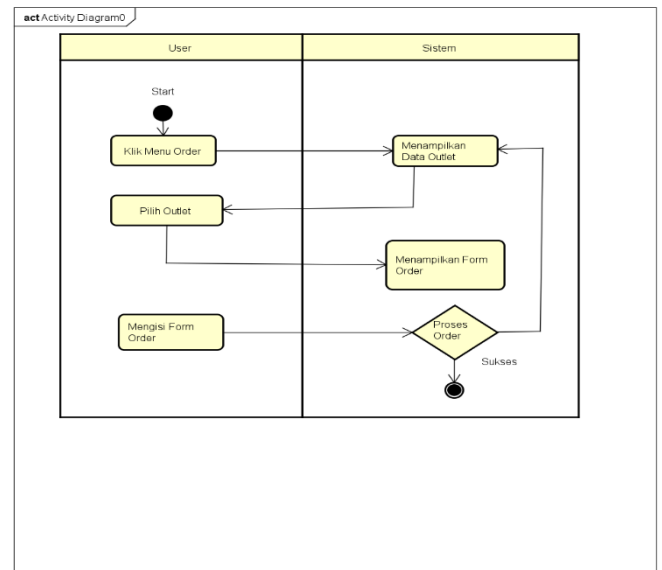 act Activity Diagram0
User
Sistem
Start
Klik Menu Order
Menampilkan
Data Outlet
Pilih Outlet
Menampilkan Form
Order
Mengisi Form
Order
Proses
Order
Sukses